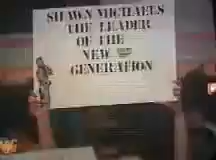 SHAWN MICHAELS
THE LEADER
OF THE
NEW
GENERATION